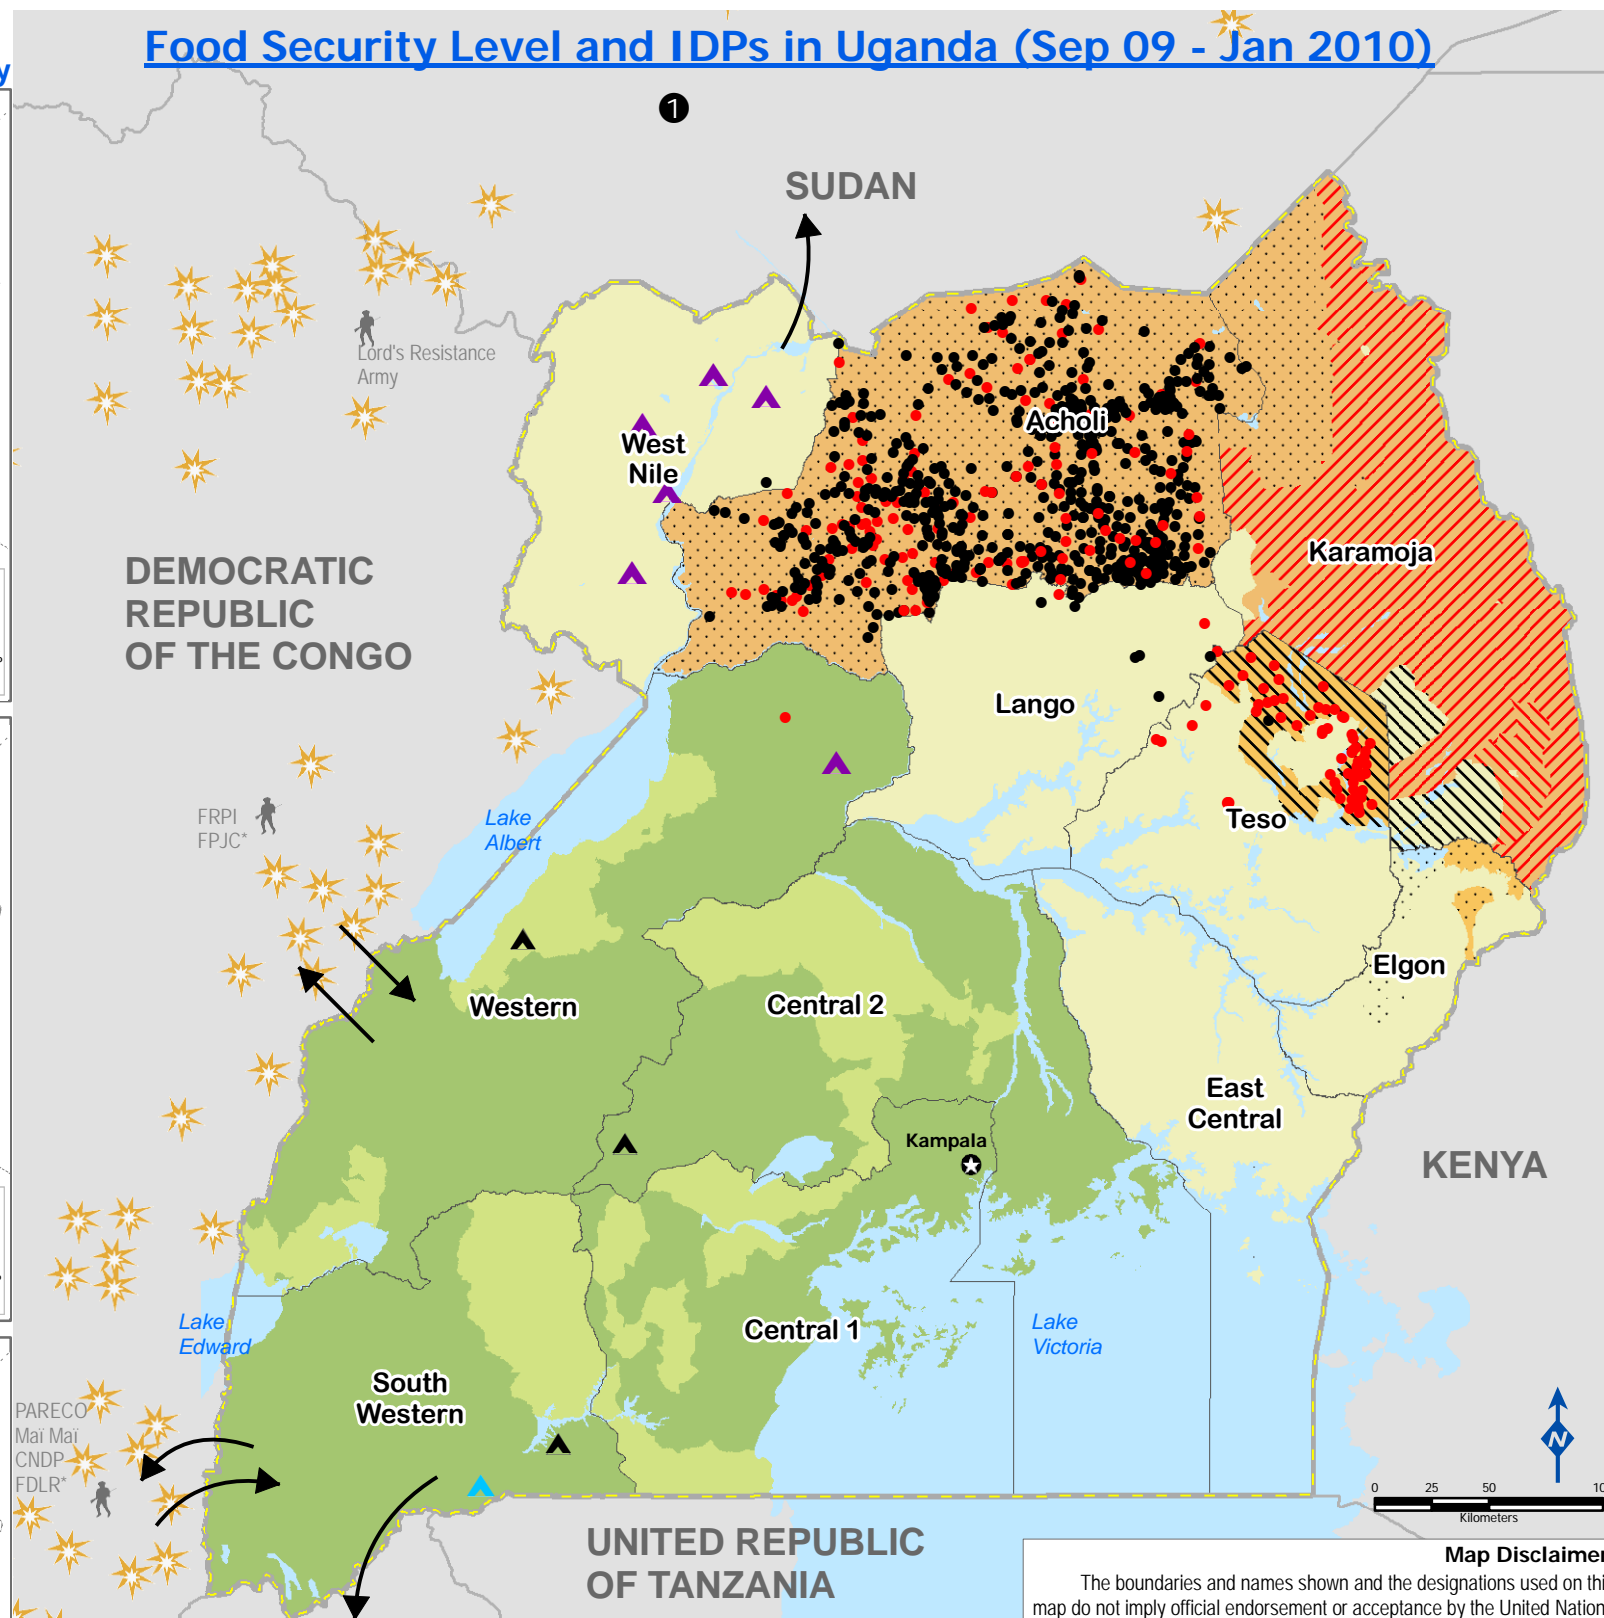 Food Security Level and IDPs in Uganda (Sep 09 - Jan 2010)
y
1
SUDAN
Lord's Resistance
Army
Acholi
West
Nile
Karamoja
DEMOCRATIC
REPUBLIC
OF THE CONGO
Lango
FRPI
FPJC*
Lake
Albert
Teso
Elgon
Western
Central 2
East
Central
Kampala
KENYA
Lake
Edward
Central 1
Lake
Victoria
South
Western
PARECO
Maï Maï
CNDP
FDLR*
N
0 25 50 10
Kilometers
UNITED REPUBLIC
OF TANZANIA
Map Disclaimer
The boundaries and names shown and the designations used on thi
map do not imply official endorsement or acceptance by the United Nation